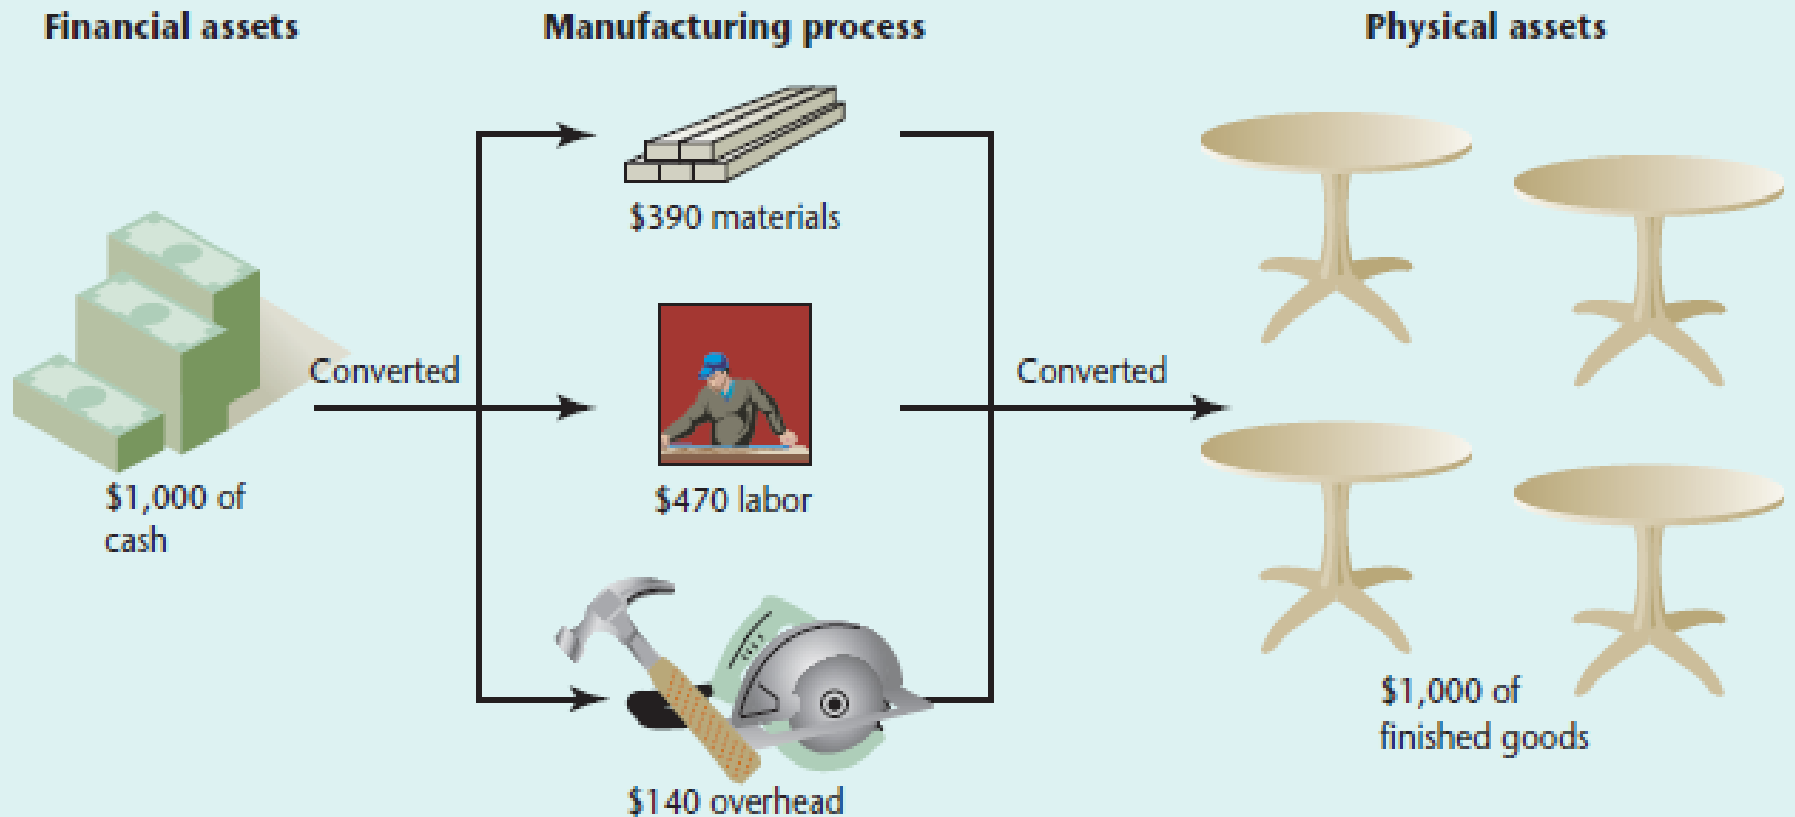 Financial assets
Manufacturing process
Physical assets
$390 materials
Converted
Converted
$1,000 of
cash
$470 labor
$1,000 of
finished goods
$140 overhead